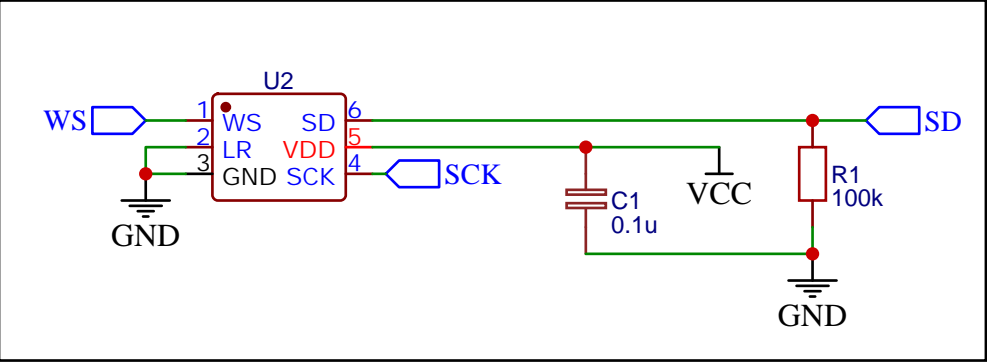 U2
WS 1 6 SD
WS SD
2 5
LR VDD
3 4
GND SCK SCK
VCC
R1
100k
C1
0.1u
GND
GND